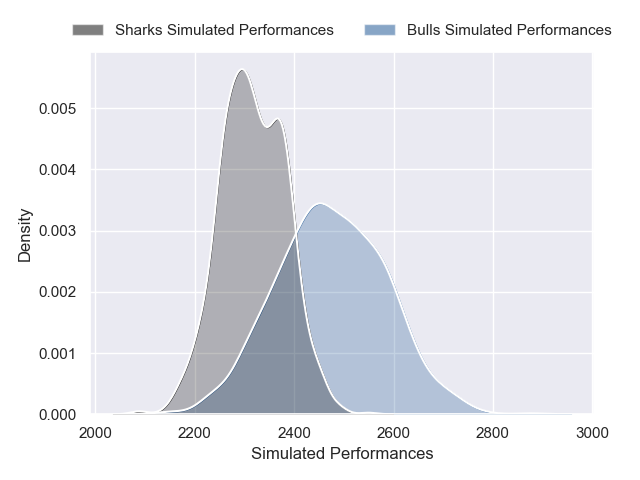 Sharks Simulated Performances Bulls Simulated Performances
0.005
0.004
0.003
0.002
0.001
0.000
Density
2000 2200 2400 2600 2800 3000
Simulated Performances